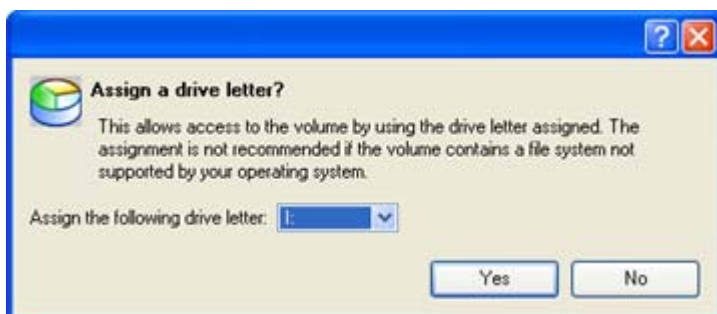 Assign a drive letter?
This allows access to the volume by using the drive letter assigned. The
assignment is not recommended if the volume contains a file system not
supported by your operating system.
Assign the following drive letter: I:
Yes No